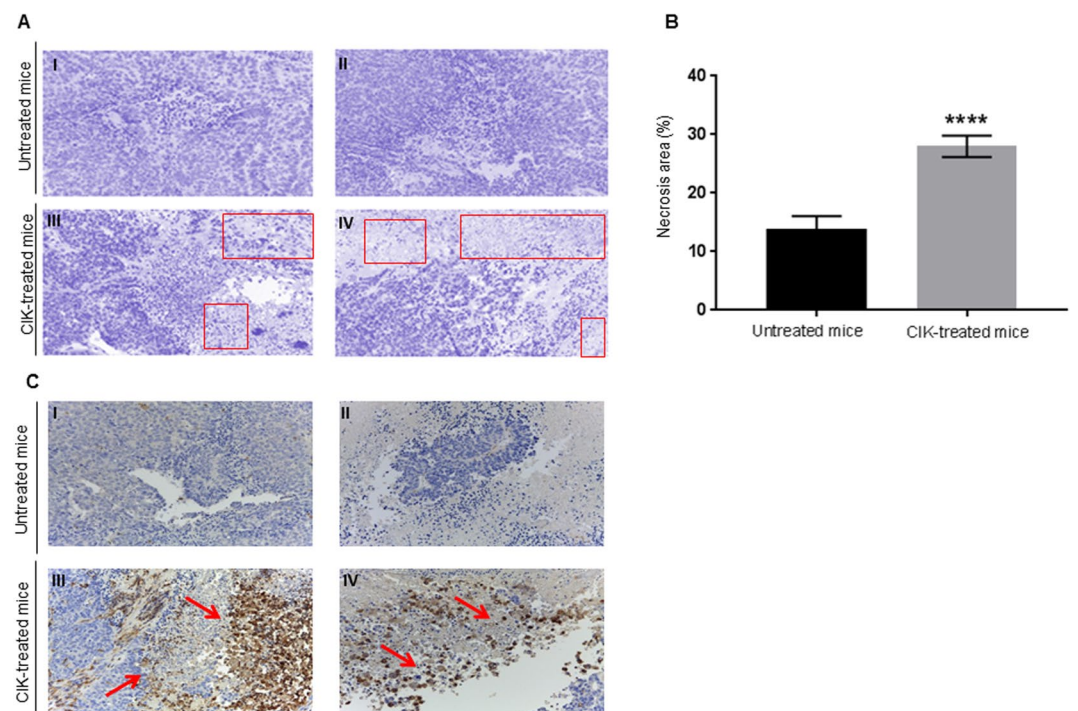 A
Untreated mice
I
II
CIK-treated mice
III
IV
B
Necrosis area (%)
40
30
20
10
0
****
Untreated mice
CIK-treated mice
C
Untreated mice
I
II
CIK-treated mice
III
IV